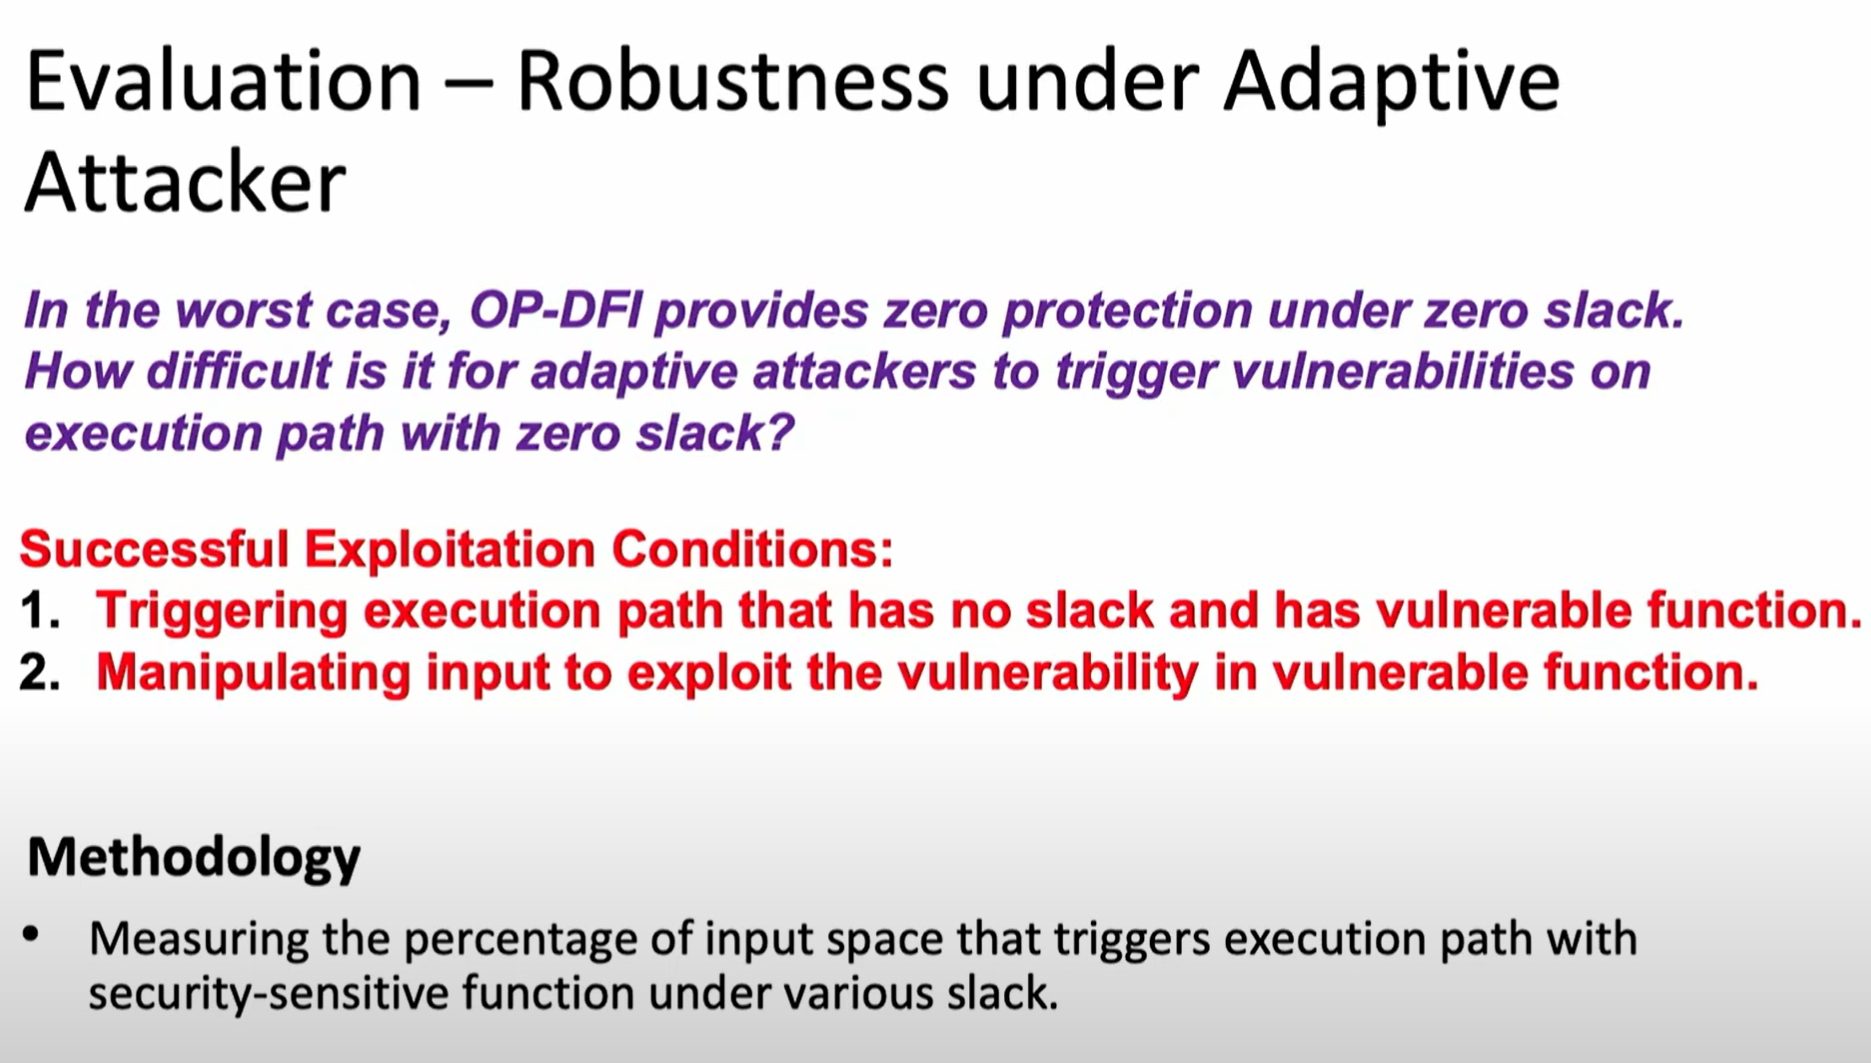 Evaluation – Robustness under Adaptive
Attacker
In the worst case, OP-DFI provides zero protection under zero slack.
How difficult is it for adaptive attackers to trigger vulnerabilities on
execution path with zero slack?
Successful Exploitation Conditions:
1. Triggering execution path that has no slack and has vulnerable function.
2. Manipulating input to exploit the vulnerability in vulnerable function.
Methodology
• Measuring the percentage of input space that triggers execution path with
security-sensitive function under various slack.